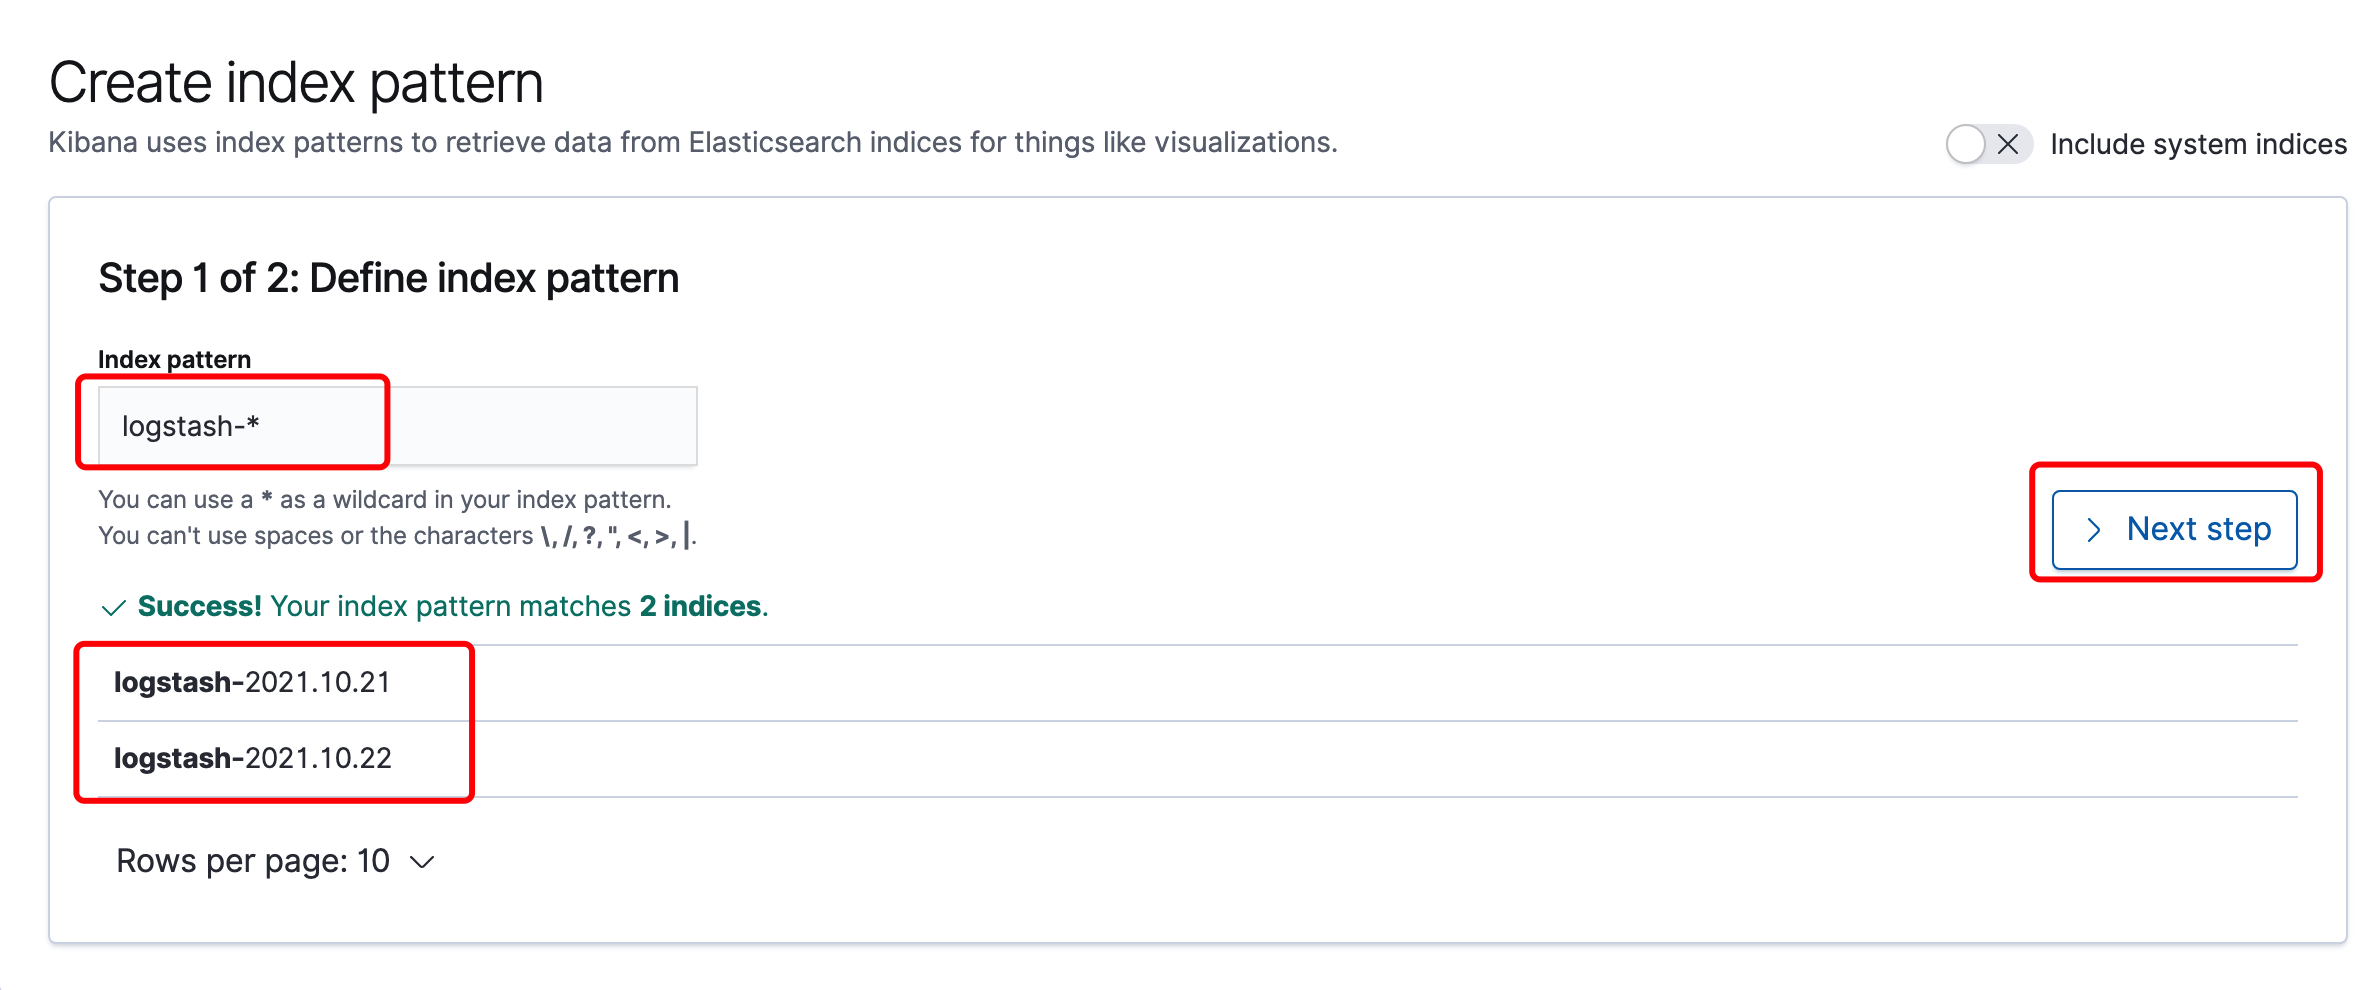 Create index pattern
Kibana uses index patterns to retrieve data from Elasticsearch indices for things like visualizations.
Include system indices
Step 1 of 2: Define index pattern
Index pattern
logstash-*
You can use a * as a wildcard in your index pattern.
You can't use spaces or the characters \, /, ?, ", <, >, |.
Next step
Success! Your index pattern matches 2 indices.
logstash-2021.10.21
logstash-2021.10.22
Rows per page: 10